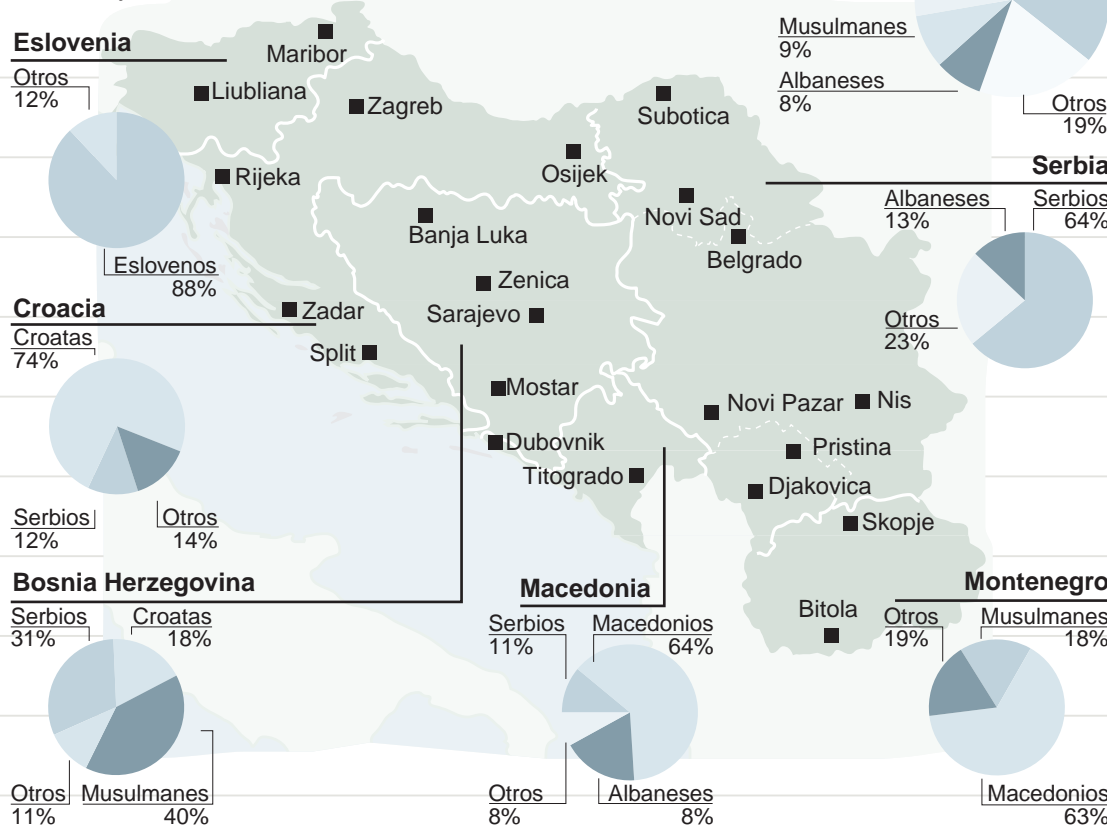 Musulmanes
9%
Albaneses
8%
Otros
19%
Eslovenia
Otros
12%
Eslovenos
88%
Maribor
Liubliana
Zagreb
Subotica
Osijek
Rijeka
Novi Sad
Belgrado
Banja Luka
Zenica
Sarajevo
Zadar
Split
Mostar
Dubovnik
Titogrado
Novi Pazar
Nis
Pristina
Djakovica
Skopje
Bitola
Serbia
Albaneses
13%
Serbios
64%
Otros
23%
Croacia
Croatas
74%
Serbios
12%
Otros
14%
Bosnia Herzegovina
Serbios
31%
Croatas
18%
Otros
11%
Musulmanes
40%
Macedonia
Serbios
11%
Macedonios
64%
Otros
8%
Albaneses
8%
Montenegro
Otros
19%
Musulmanes
18%
Macedonios
63%